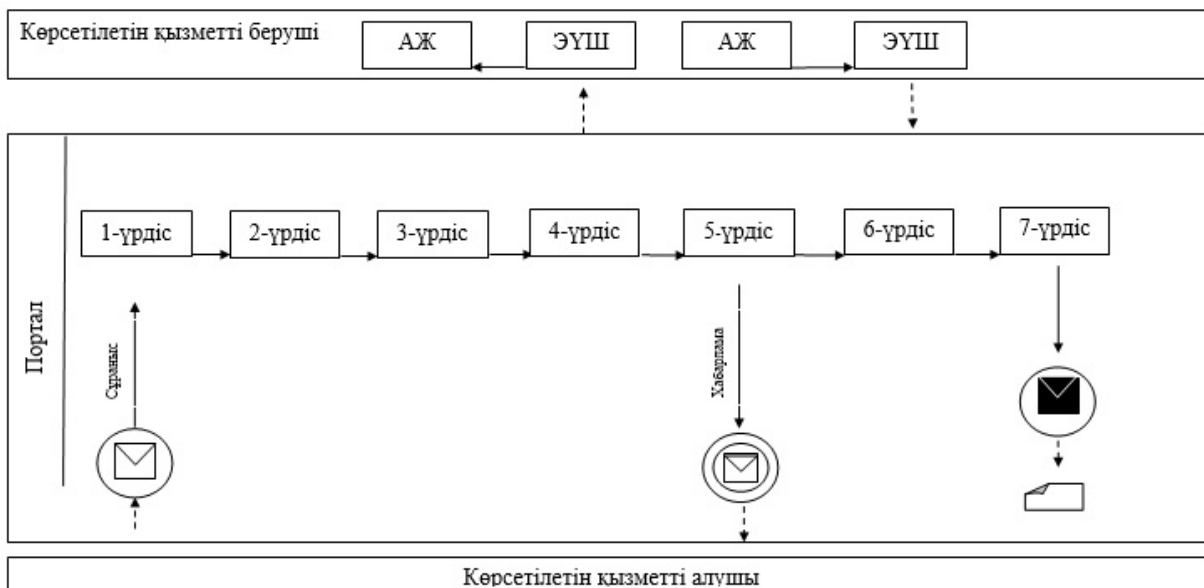 Көрсетілетін қызметті беруші
АЖ
ЭҮШ
АЖ
ЭҮШ
Портал
1-үрдіс
2-үрдіс
3-үрдіс
4-үрдіс
5-үрдіс
6-үрдіс
7-үрдіс
Сұраныс
Хабарлама
Көрсетілетін қызметті алушы